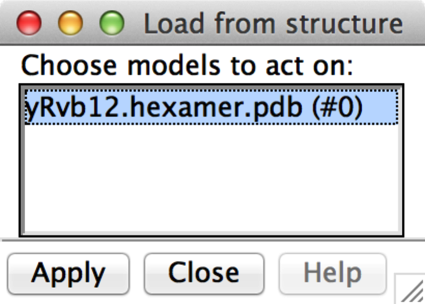 Load from structure
Choose models to act on:
yRvb12.hexamer.pdb (#0)
Apply Close Help